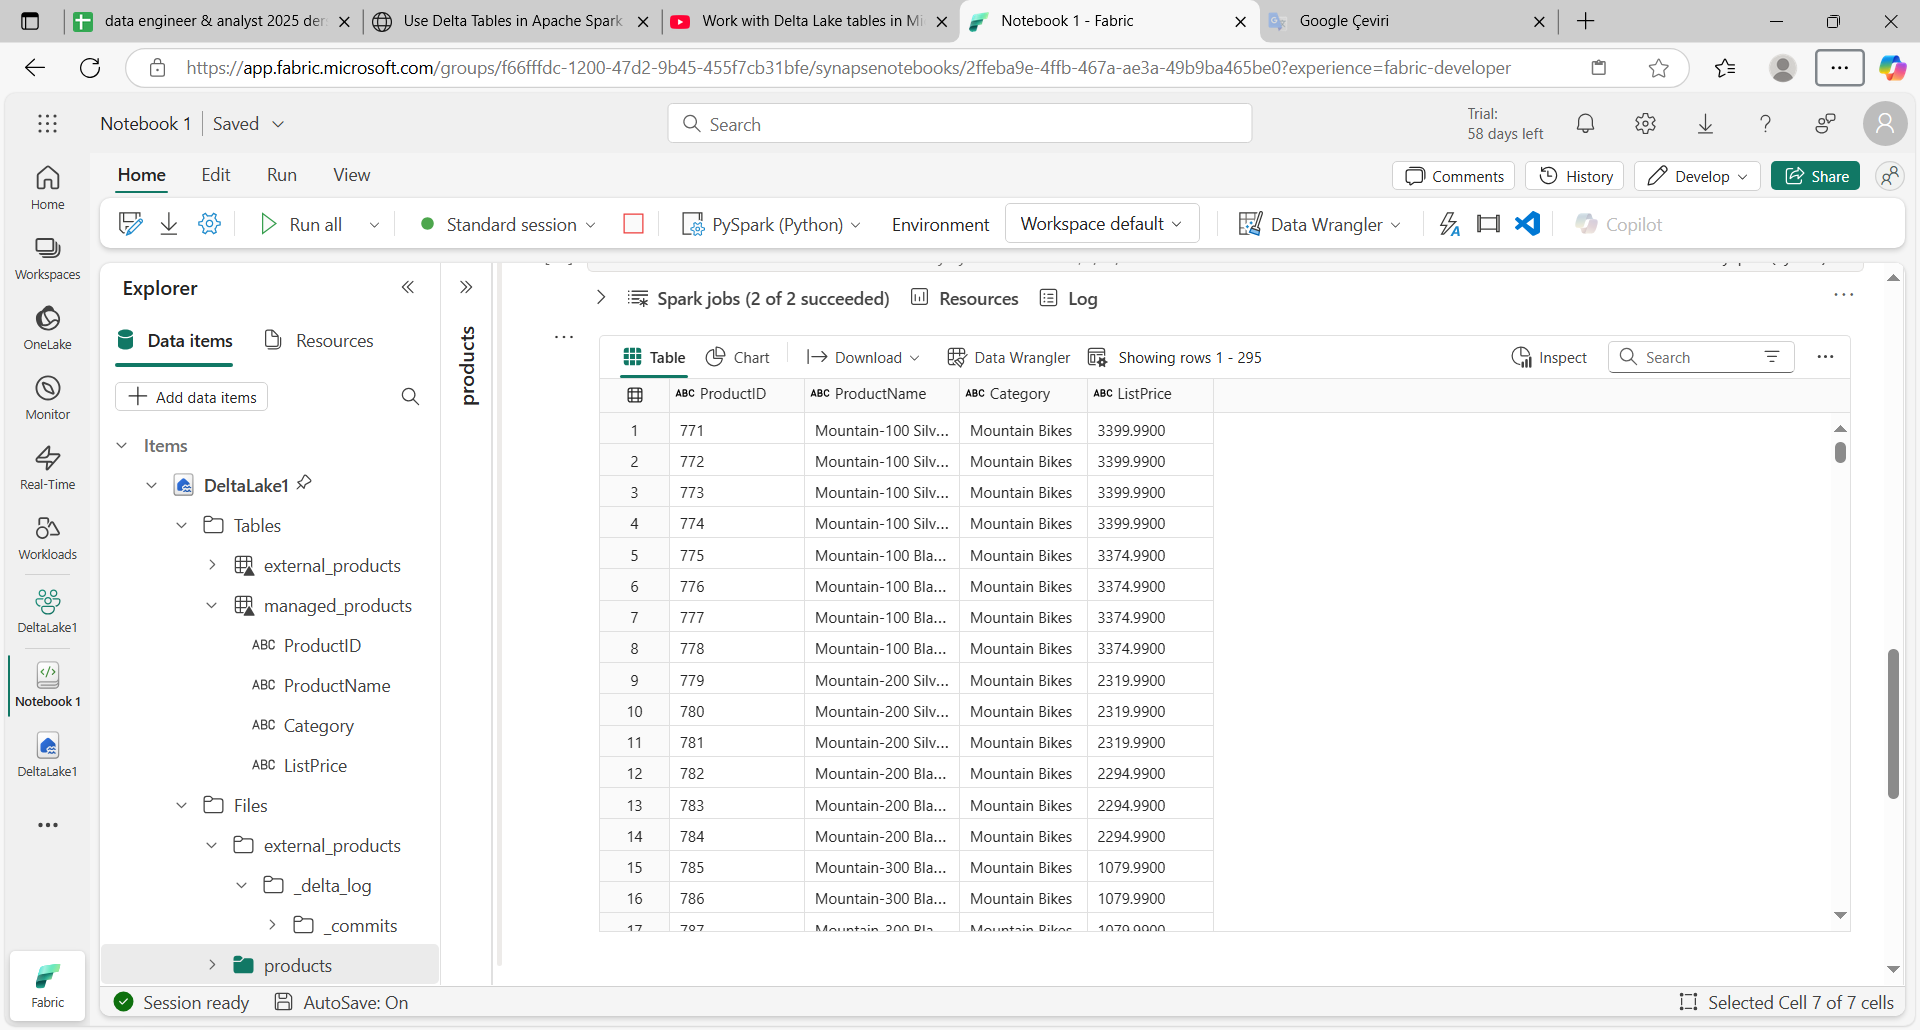 data engineer & analyst 2025 der
Use Delta Tables in Apache Spark
Work with Delta Lake tables in Mi
Notebook 1 - Fabric
Google Çeviri
https://app.fabric.microsoft.com/groups/f66fffdc-1200-47d2-9b45-455f7cb31bfe/synapsenotebooks/2ffeba9e-4ffb-467a-ae3a-49b9ba465be0?experience=fabric-developer
Notebook 1
Saved
Search
Trial:
58 days left
Home
Edit
Run
View
Comments
History
Develop
Share
Run all
Standard session
PySpark (Python)
Environment
Workspace default
Data Wrangler
Copilot
Home
Workspaces
OneLake
Monitor
Real-Time
Workloads
DeltaLake1
Notebook 1
DeltaLake1
Fabric
Explorer
Data items
Resources
Add data items
Items
DeltaLake1
Tables
external_products
managed_products
ABC ProductID
ABC ProductName
ABC Category
ABC ListPrice
Files
external_products
_delta_log
_commits
products
products
Spark jobs (2 of 2 succeeded)
Resources
Log
Table
Chart
Download
Data Wrangler
Showing rows 1 - 295
Inspect
Search
ABC ProductID ABC ProductName ABC Category ABC ListPrice
1 771 Mountain-100 Silv... Mountain Bikes 3399.9900
2 772 Mountain-100 Silv... Mountain Bikes 3399.9900
3 773 Mountain-100 Silv... Mountain Bikes 3399.9900
4 774 Mountain-100 Silv... Mountain Bikes 3399.9900
5 775 Mountain-100 Bla... Mountain Bikes 3374.9900
6 776 Mountain-100 Bla... Mountain Bikes 3374.9900
7 777 Mountain-100 Bla... Mountain Bikes 3374.9900
8 778 Mountain-100 Bla... Mountain Bikes 3374.9900
9 779 Mountain-200 Silv... Mountain Bikes 2319.9900
10 780 Mountain-200 Silv... Mountain Bikes 2319.9900
11 781 Mountain-200 Silv... Mountain Bikes 2319.9900
12 782 Mountain-200 Bla... Mountain Bikes 2294.9900
13 783 Mountain-200 Bla... Mountain Bikes 2294.9900
14 784 Mountain-200 Bla... Mountain Bikes 2294.9900
15 785 Mountain-300 Bla... Mountain Bikes 1079.9900
16 786 Mountain-300 Bla... Mountain Bikes 1079.9900
17 787 Mountain-300 Bla... Mountain Bikes 1079.9900
Session ready
AutoSave: On
Selected Cell 7 of 7 cells